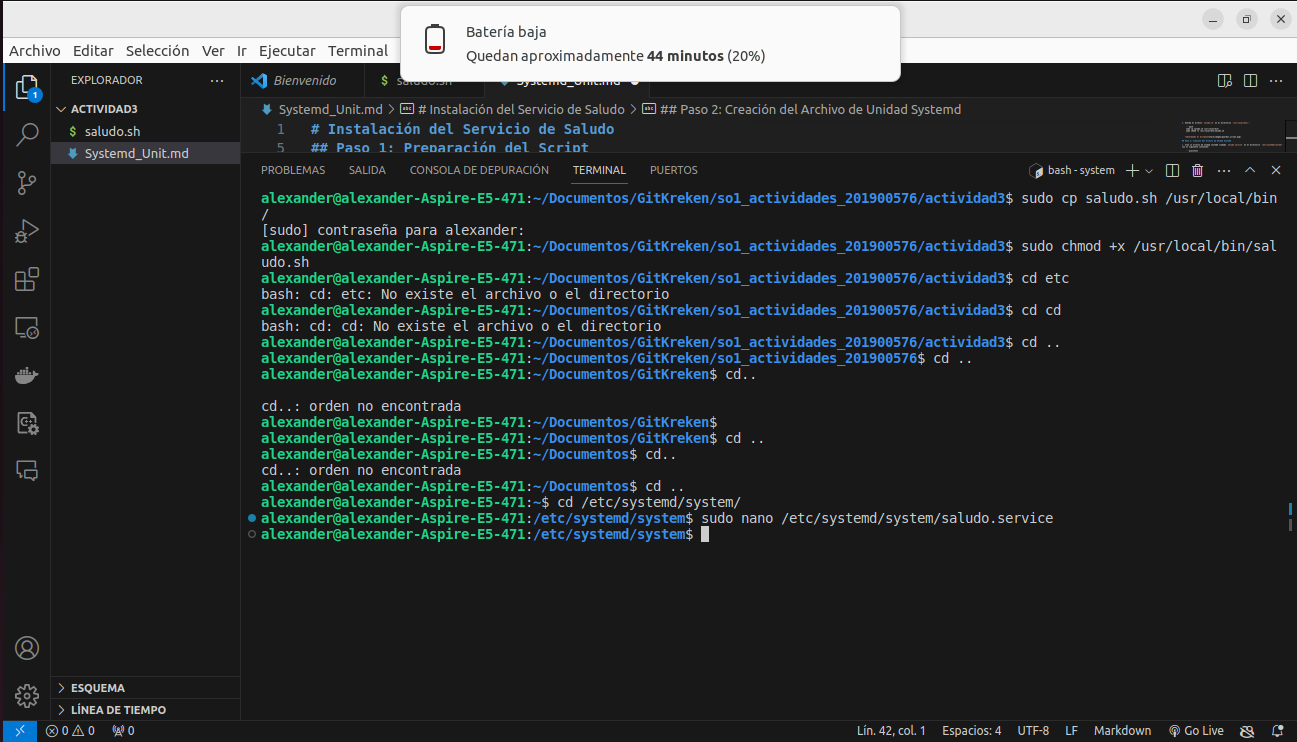 Batería baja
Quedan aproximadamente 44 minutos (20%)
Archivo Editar Selección Ver Ir Ejecutar Terminal
EXPLORADOR
Bienvenido
$ saludo.sh
Systemd_Unit.md
ACTIVIDAD3
$ saludo.sh
Systemd_Unit.md
Systemd_Unit.md > # Instalación del Servicio de Saludo > ## Paso 2: Creación del Archivo de Unidad Systemd
1 # Instalación del Servicio de Saludo
5 ## Paso 1: Preparación del Script
PROBLEMAS SALIDA CONSOLA DE DEPURACIÓN TERMINAL PUERTOS
bash - system
alexander@alexander-Aspire-E5-471:~/Documentos/GitKreken/so1_actividades_201900576/actividad3$ sudo cp saludo.sh /usr/local/bin
/
[sudo] contraseña para alexander:
alexander@alexander-Aspire-E5-471:~/Documentos/GitKreken/so1_actividades_201900576/actividad3$ sudo chmod +x /usr/local/bin/sal
udo.sh
alexander@alexander-Aspire-E5-471:~/Documentos/GitKreken/so1_actividades_201900576/actividad3$ cd etc
bash: cd: etc: No existe el archivo o el directorio
alexander@alexander-Aspire-E5-471:~/Documentos/GitKreken/so1_actividades_201900576/actividad3$ cd cd
bash: cd: cd: No existe el archivo o el directorio
alexander@alexander-Aspire-E5-471:~/Documentos/GitKreken/so1_actividades_201900576/actividad3$ cd ..
alexander@alexander-Aspire-E5-471:~/Documentos/GitKreken/so1_actividades_201900576$ cd ..
alexander@alexander-Aspire-E5-471:~/Documentos/GitKreken$ cd..
cd..: orden no encontrada
alexander@alexander-Aspire-E5-471:~/Documentos/GitKreken$
alexander@alexander-Aspire-E5-471:~/Documentos/GitKreken$ cd ..
alexander@alexander-Aspire-E5-471:~/Documentos$ cd..
cd..: orden no encontrada
alexander@alexander-Aspire-E5-471:~/Documentos$ cd ..
alexander@alexander-Aspire-E5-471:~$ cd /etc/systemd/system/
alexander@alexander-Aspire-E5-471:/etc/systemd/system$ sudo nano /etc/systemd/system/saludo.service
alexander@alexander-Aspire-E5-471:/etc/systemd/system$
1
ESQUEMA
LÍNEA DE TIEMPO
0 0 0
Lín. 42, col. 1 Espacios: 4 UTF-8 LF Markdown Go Live